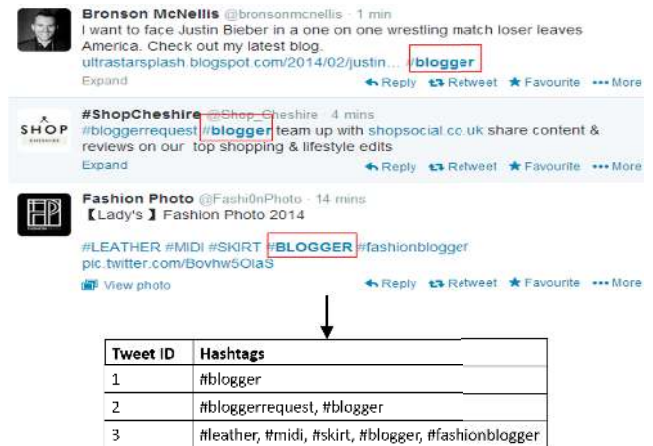 Bronson McNellis @bronsonmcnellis · 1 min
I want to face Justin Bieber in a one on one wrestling match loser leaves
America. Check out my latest blog.
ultrastarsplash.blogspot.com/2014/02/justin... #blogger
Expand Reply Retweet Favourite More
SHOP
CHESHIRE
#ShopCheshire @Shop_Cheshire · 4 mins
#bloggerrequest #blogger team up with shopsocial.co.uk share content &
reviews on our top shopping & lifestyle edits
Expand Reply Retweet Favourite More
FP
Fashion Photo @Fashi0nPhoto · 14 mins
【Lady's 】Fashion Photo 2014
#LEATHER #MIDI #SKIRT #BLOGGER #fashionblogger
pic.twitter.com/Bovhw5OlaS
View photo Reply Retweet Favourite More
Tweet ID Hashtags
1 #blogger
2 #bloggerrequest, #blogger
3 #leather, #midi, #skirt, #blogger, #fashionblogger